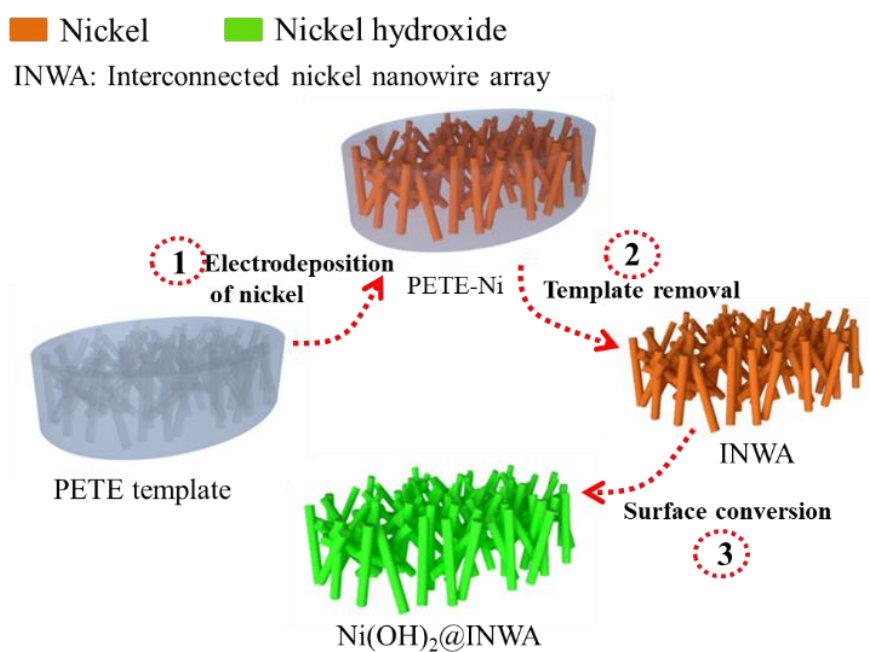 Nickel
Nickel hydroxide
INWA: Interconnected nickel nanowire array
1 Electrodeposition
of nickel
PETE-Ni
2
Template removal
PETE template
INWA
Surface conversion
3
Ni(OH)₂@INWA